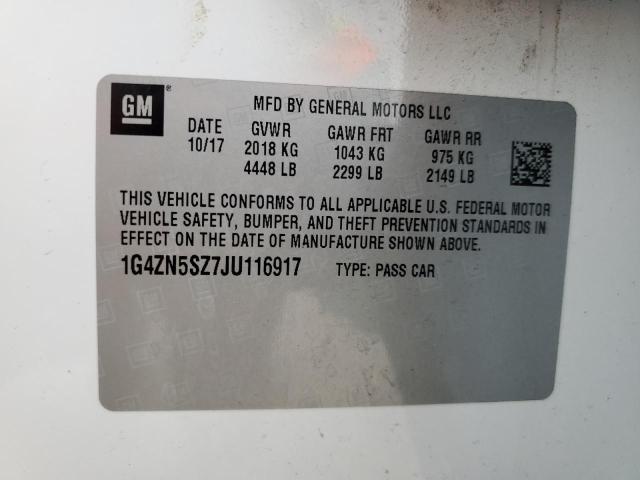 GM ®
MFD BY GENERAL MOTORS LLC
DATE GVWR GAWR FRT GAWR RR
10/17 2018 KG 1043 KG 975 KG
4448 LB 2299 LB 2149 LB
THIS VEHICLE CONFORMS TO ALL APPLICABLE U.S. FEDERAL MOTOR
VEHICLE SAFETY, BUMPER, AND THEFT PREVENTION STANDARDS IN
EFFECT ON THE DATE OF MANUFACTURE SHOWN ABOVE.
1G4ZN5SZ7JU116917 TYPE: PASS CAR